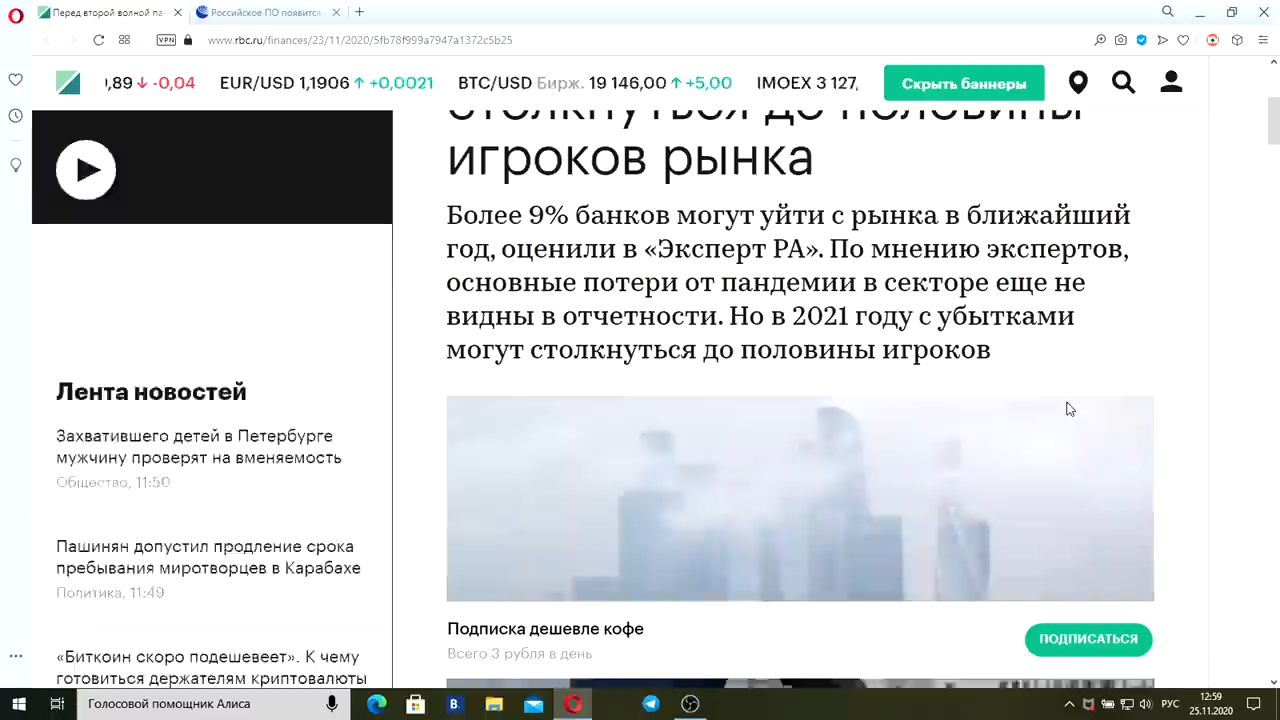 Перед второй волной па
Российское ПО появится
VPN
www.rbc.ru/finances/23/11/2020/5fb78f999a7947a1372c5b25
,89 ↓ -0,04 EUR/USD 1,1906 ↑ +0,0021 BTC/USD Бирж. 19 146,00 ↑ +5,00 IMOEX 3 127,
Скрыть баннеры
столкнуться до половины
игроков рынка
Более 9% банков могут уйти с рынка в ближайший
год, оценили в «Эксперт РА». По мнению экспертов,
основные потери от пандемии в секторе еще не
видны в отчетности. Но в 2021 году с убытками
могут столкнуться до половины игроков
Лента новостей
Захватившего детей в Петербурге
мужчину проверят на вменяемость
Общество, 11:50
Пашинян допустил продление срока
пребывания миротворцев в Карабахе
Политика, 11:49
«Биткоин скоро подешевеет». К чему
готовиться держателям криптовалюты
Подписка дешевле кофе
Всего 3 рубля в день
ПОДПИСАТЬСЯ
Голосовой помощник Алиса
B.
РУС
12:59
25.11.2020